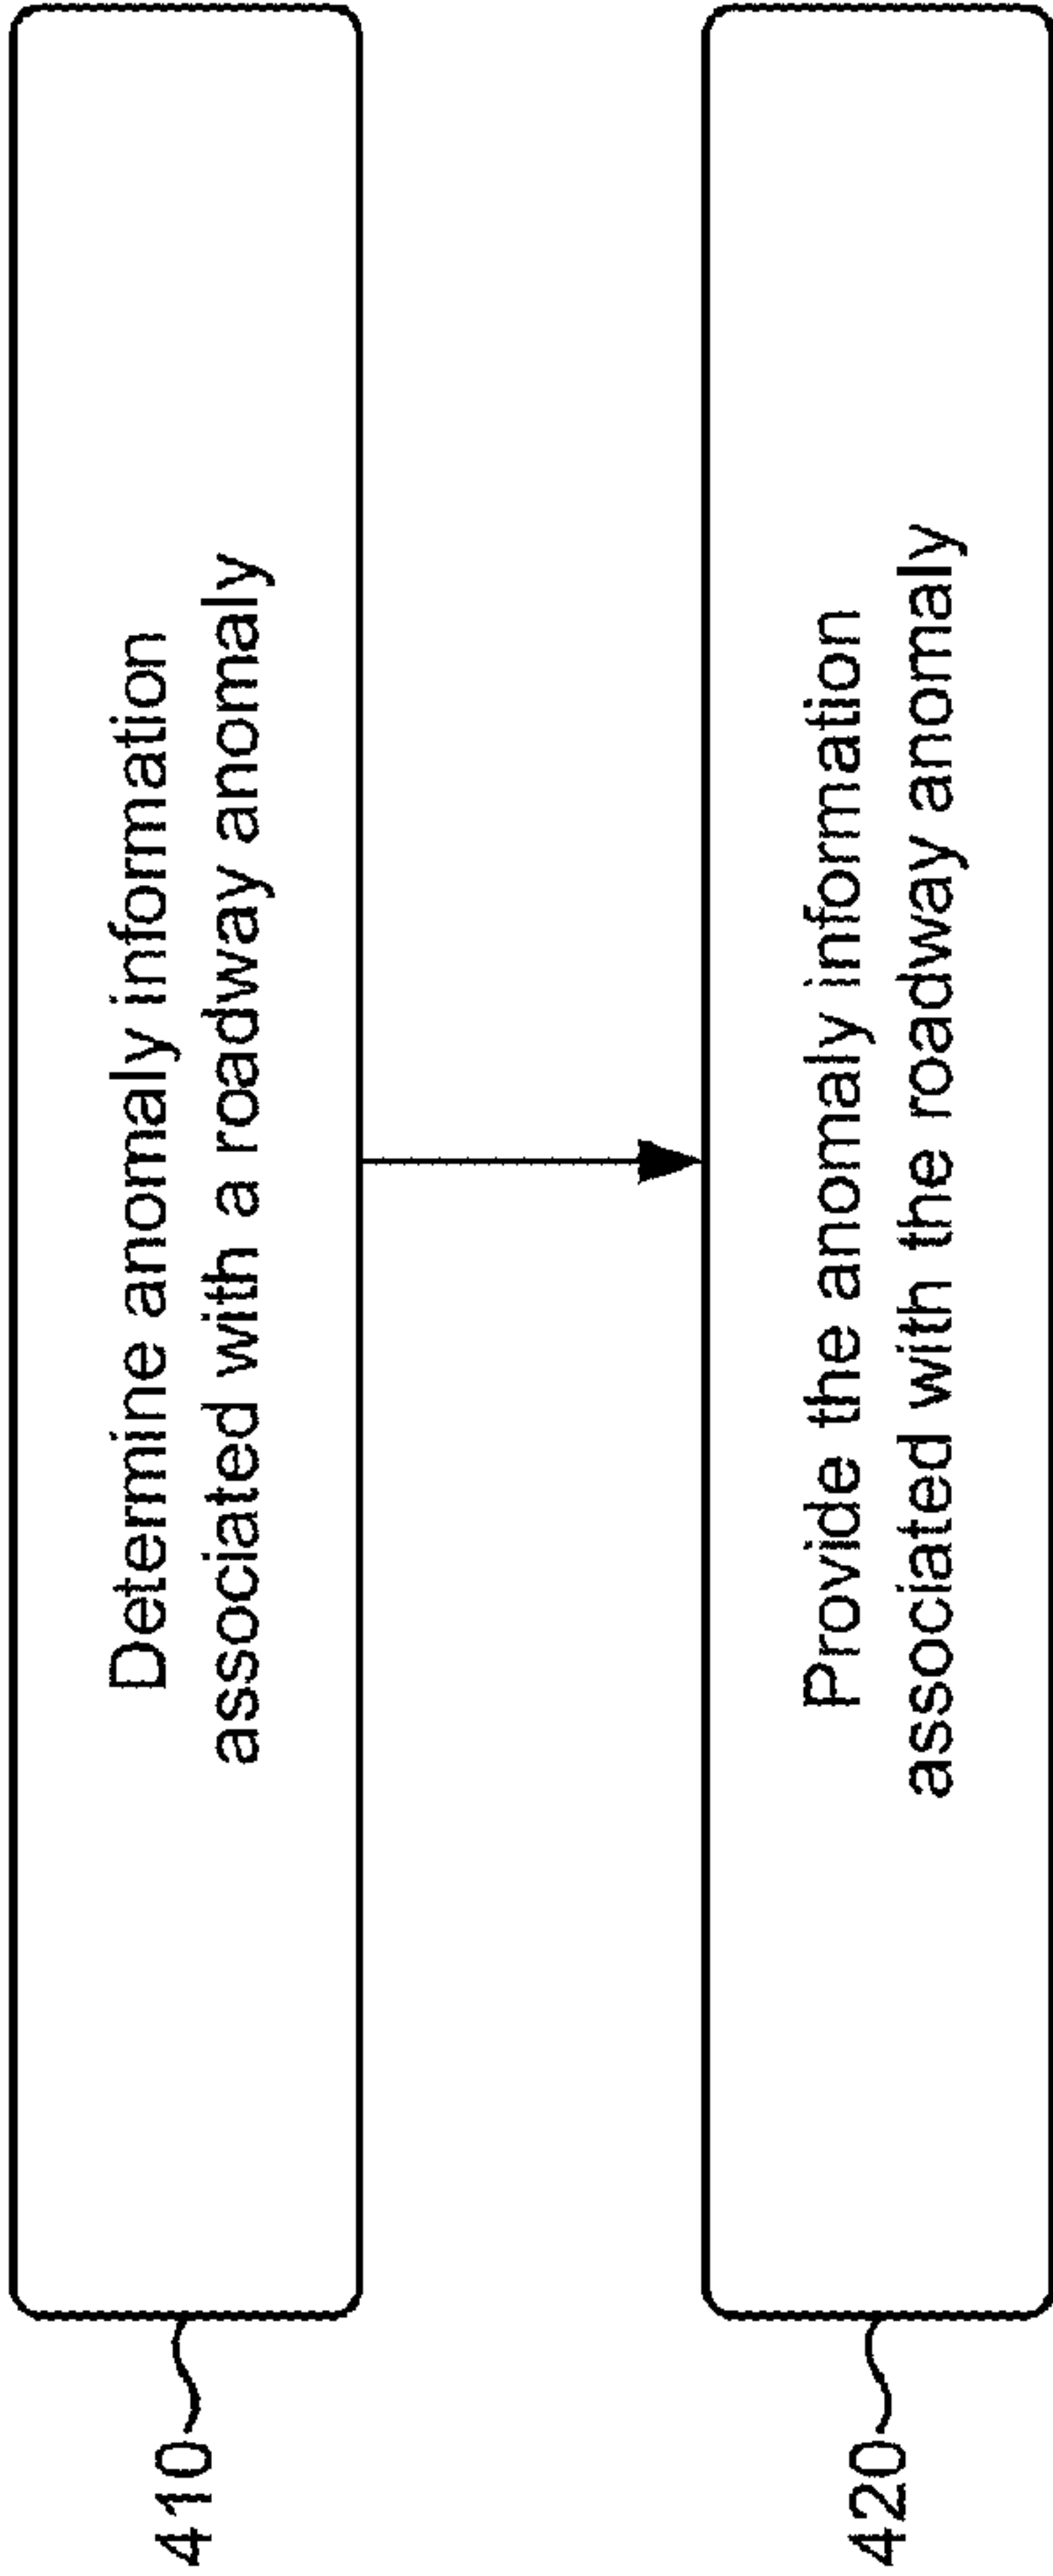 410
Determine anomaly information
associated with a roadway anomaly
420
Provide the anomaly information
associated with the roadway anomaly